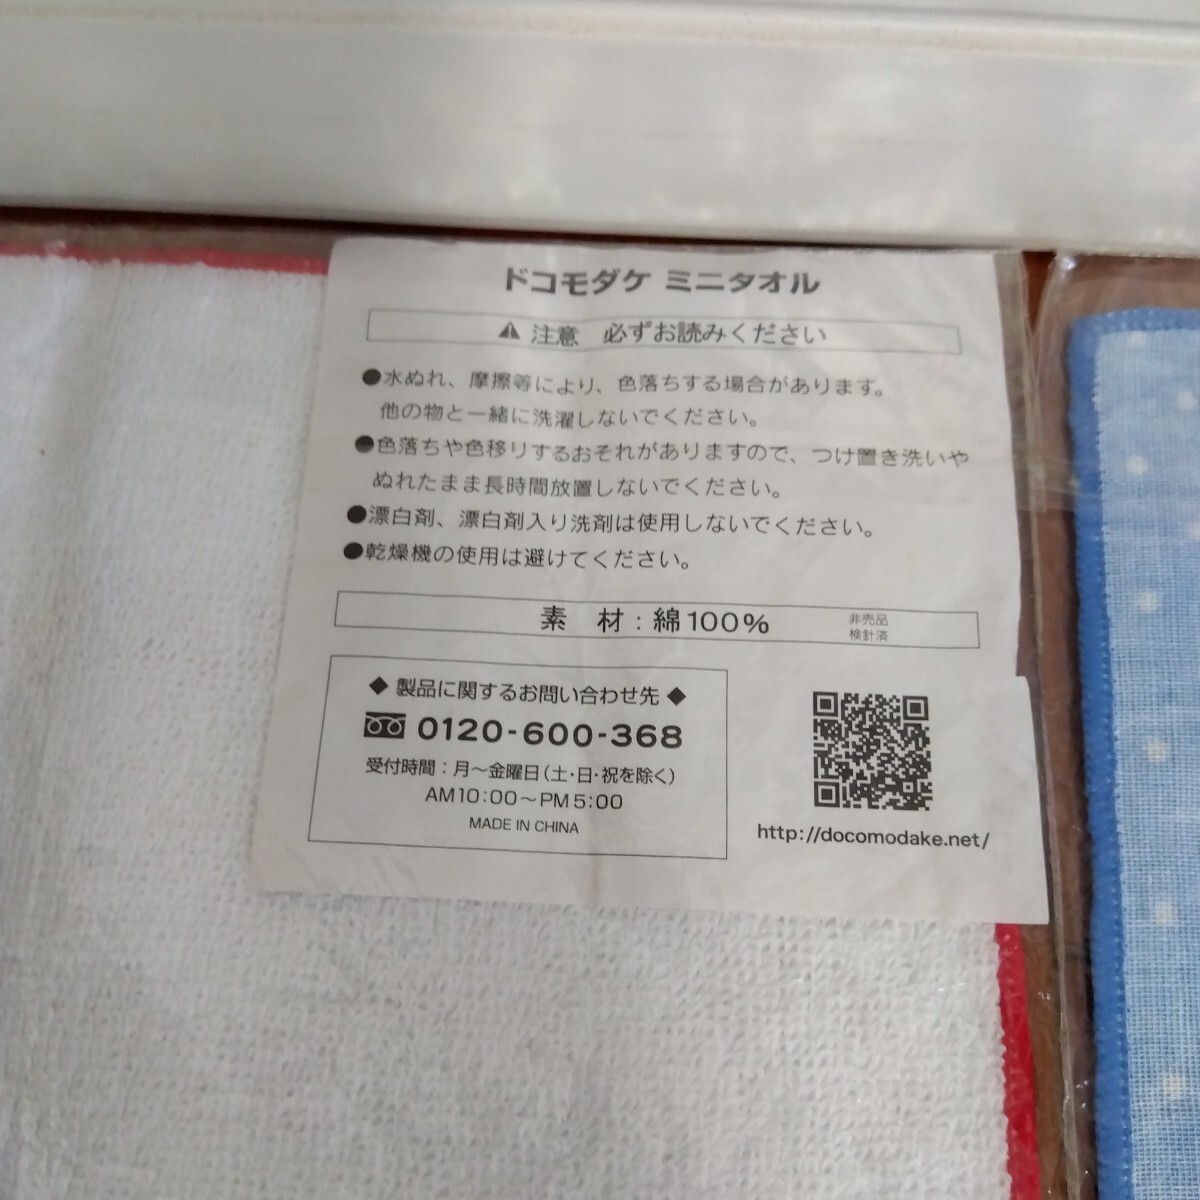 ドコモダケ ミニタオル
⚠ 注意 必ずお読みください
●水ぬれ、摩擦等により、色落ちする場合があります。
他の物と一緒に洗濯しないでください。
●色落ちや色移りするおそれがありますので、つけ置き洗いや
ぬれたまま長時間放置しないでください。
●漂白剤、漂白剤入り洗剤は使用しないでください。
●乾燥機の使用は避けてください。
素 材：綿100%
非売品
検針済
◆ 製品に関するお問い合わせ先 ◆
0120-600-368
受付時間：月～金曜日(土・日・祝を除く)
AM10:00～PM5:00
MADE IN CHINA
http://docomodake.net/